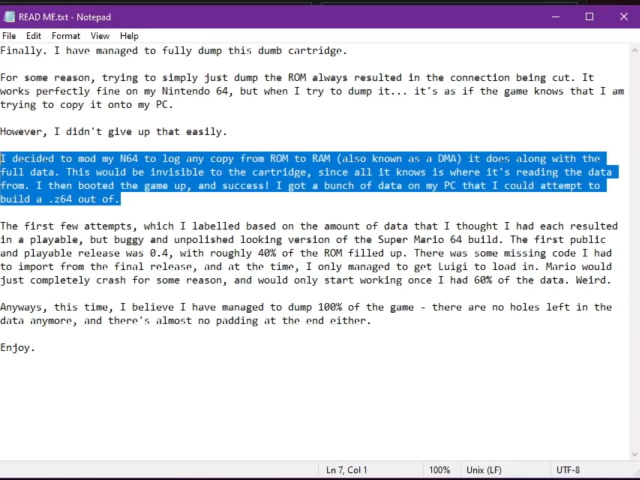 READ ME.txt - Notepad
File Edit Format View Help
Finally. I have managed to fully dump this dumb cartridge.
For some reason, trying to simply just dump the ROM always resulted in the connection being cut. It
works perfectly fine on my Nintendo 64, but when I try to dump it... it's as if the game knows that I am
trying to copy it onto my PC.
However, I didn't give up that easily.
I decided to mod my N64 to log any copy from ROM to RAM (also known as a DMA) it does along with the
full data. This would be invisible to the cartridge, since all it knows is where it's reading the data
from. I then booted the game up, and success! I got a bunch of data on my PC that I could attempt to
build a .z64 out of.
The first few attempts, which I labelled based on the amount of data that I thought I had each resulted
in a playable, but buggy and unpolished looking version of the Super Mario 64 build. The first public
and playable release was 0.4, with roughly 40% of the ROM filled up. There was some missing code I had
to import from the final release, and at the time, I only managed to get Luigi to load in. Mario would
just completely crash for some reason, and would only start working once I had 60% of the data. Weird.
Anyways, this time, I believe I have managed to dump 100% of the game - there are no holes left in the
data anymore, and there's almost no padding at the end either.
Enjoy.
Ln 7, Col 1 100% Unix (LF) UTF-8